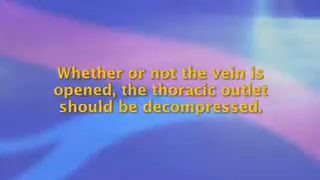 Whether or not the vein is
opened, the thoracic outlet
should be decompressed.